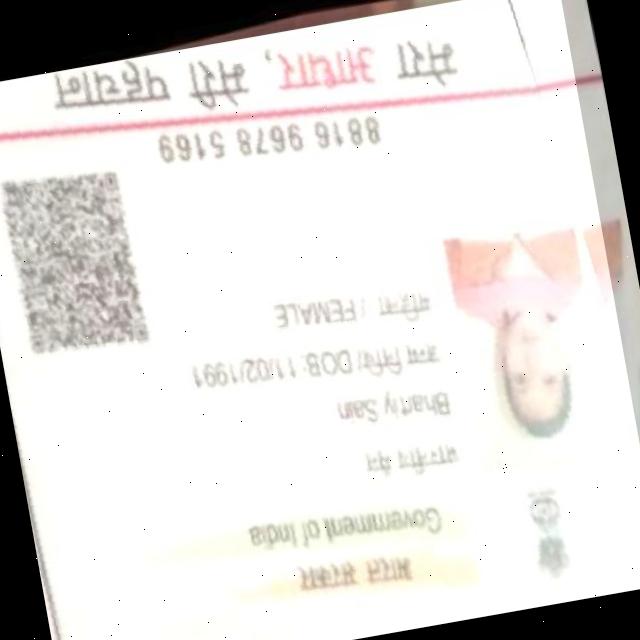 भारत सरकार
Government of India
भारतीय सैन
Bhartiy Sain
जन्म तिथि / DOB: 11/02/1991
महिला / FEMALE
8816 9678 5169
मेरा आधार, मेरी पहचान